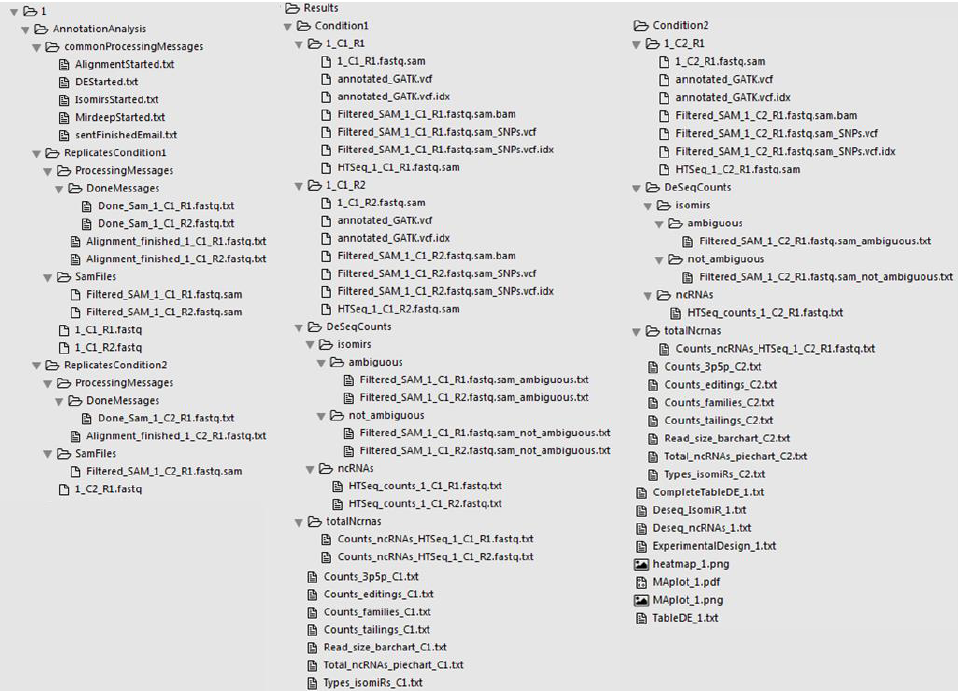 1
AnnotationAnalysis
commonProcessingMessages
AlignmentStarted.txt
DEStarted.txt
IsomirsStarted.txt
MirdeepStarted.txt
sentFinishedEmail.txt
ReplicatesCondition1
ProcessingMessages
DoneMessages
Done_Sam_1_C1_R1.fastq.txt
Done_Sam_1_C1_R2.fastq.txt
Alignment_finished_1_C1_R1.fastq.txt
Alignment_finished_1_C1_R2.fastq.txt
SamFiles
Filtered_SAM_1_C1_R1.fastq.sam
Filtered_SAM_1_C1_R2.fastq.sam
1_C1_R1.fastq
1_C1_R2.fastq
ReplicatesCondition2
ProcessingMessages
DoneMessages
Done_Sam_1_C2_R1.fastq.txt
Alignment_finished_1_C2_R1.fastq.txt
SamFiles
Filtered_SAM_1_C2_R1.fastq.sam
1_C2_R1.fastq
Results
Condition1
1_C1_R1
1_C1_R1.fastq.sam
annotated_GATK.vcf
annotated_GATK.vcf.idx
Filtered_SAM_1_C1_R1.fastq.sam.bam
Filtered_SAM_1_C1_R1.fastq.sam_SNPs.vcf
Filtered_SAM_1_C1_R1.fastq.sam_SNPs.vcf.idx
HTSeq_1_C1_R1.fastq.sam
1_C1_R2
1_C1_R2.fastq.sam
annotated_GATK.vcf
annotated_GATK.vcf.idx
Filtered_SAM_1_C1_R2.fastq.sam.bam
Filtered_SAM_1_C1_R2.fastq.sam_SNPs.vcf
Filtered_SAM_1_C1_R2.fastq.sam_SNPs.vcf.idx
HTSeq_1_C1_R2.fastq.sam
DeSeqCounts
isomirs
ambiguous
Filtered_SAM_1_C1_R1.fastq.sam_ambiguous.txt
Filtered_SAM_1_C1_R2.fastq.sam_ambiguous.txt
not_ambiguous
Filtered_SAM_1_C1_R1.fastq.sam_not_ambiguous.txt
Filtered_SAM_1_C1_R2.fastq.sam_not_ambiguous.txt
ncRNAs
HTSeq_counts_1_C1_R1.fastq.txt
HTSeq_counts_1_C1_R2.fastq.txt
totalNcrnas
Counts_ncRNAs_HTSeq_1_C1_R1.fastq.txt
Counts_ncRNAs_HTSeq_1_C1_R2.fastq.txt
Counts_3p5p_C1.txt
Counts_editings_C1.txt
Counts_families_C1.txt
Counts_tailings_C1.txt
Read_size_barchart_C1.txt
Total_ncRNAs_piechart_C1.txt
Types_isomiRs_C1.txt
Condition2
1_C2_R1
1_C2_R1.fastq.sam
annotated_GATK.vcf
annotated_GATK.vcf.idx
Filtered_SAM_1_C2_R1.fastq.sam.bam
Filtered_SAM_1_C2_R1.fastq.sam_SNPs.vcf
Filtered_SAM_1_C2_R1.fastq.sam_SNPs.vcf.idx
HTSeq_1_C2_R1.fastq.sam
DeSeqCounts
isomirs
ambiguous
Filtered_SAM_1_C2_R1.fastq.sam_ambiguous.txt
not_ambiguous
Filtered_SAM_1_C2_R1.fastq.sam_not_ambiguous.txt
ncRNAs
HTSeq_counts_1_C2_R1.fastq.txt
totalNcrnas
Counts_ncRNAs_HTSeq_1_C2_R1.fastq.txt
Counts_3p5p_C2.txt
Counts_editings_C2.txt
Counts_families_C2.txt
Counts_tailings_C2.txt
Read_size_barchart_C2.txt
Total_ncRNAs_piechart_C2.txt
Types_isomiRs_C2.txt
CompleteTableDE_1.txt
Deseq_IsomiR_1.txt
Deseq_ncRNAs_1.txt
ExperimentalDesign_1.txt
heatmap_1.png
MAplot_1.pdf
MAplot_1.png
TableDE_1.txt